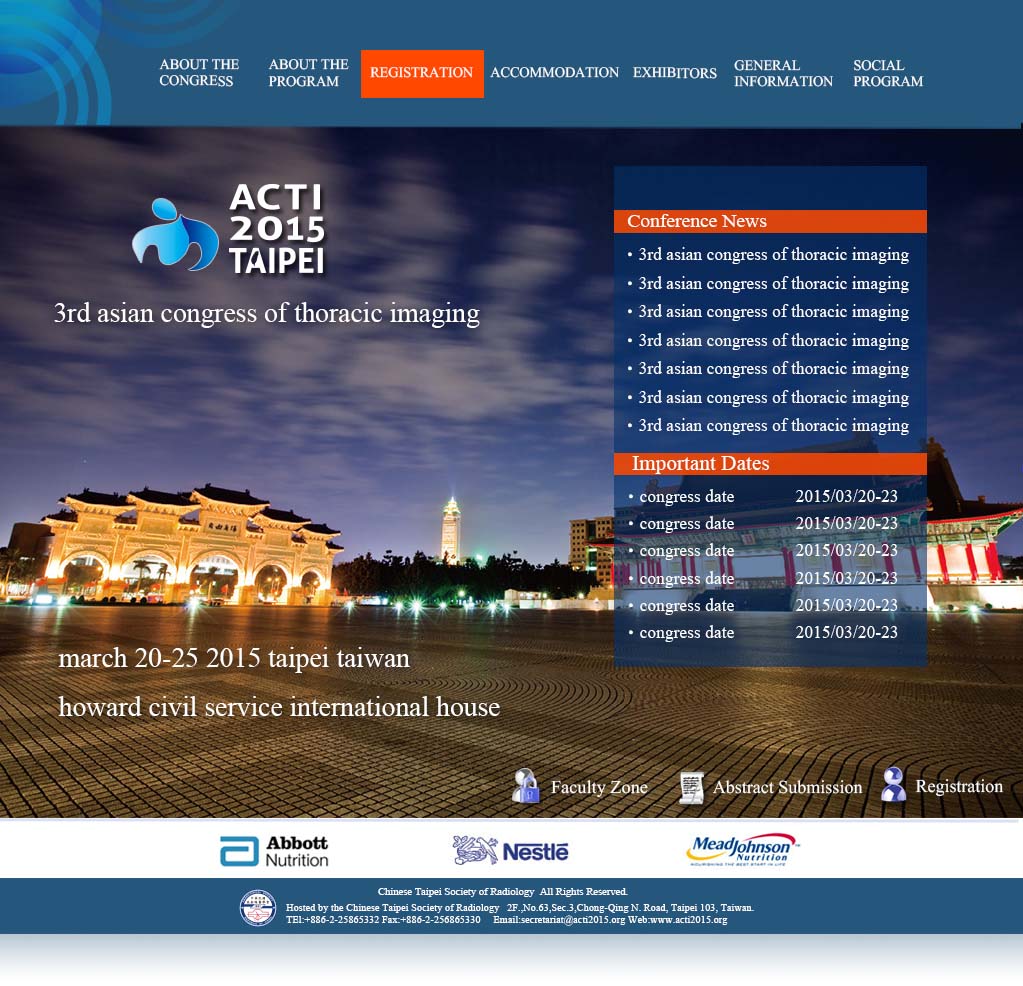 ABOUT THE
CONGRESS
ABOUT THE
PROGRAM
REGISTRATION
ACCOMMODATION
EXHIBITORS
GENERAL
INFORMATION
SOCIAL
PROGRAM
ACTI
2015
TAIPEI
3rd asian congress of thoracic imaging
Conference News
• 3rd asian congress of thoracic imaging
• 3rd asian congress of thoracic imaging
• 3rd asian congress of thoracic imaging
• 3rd asian congress of thoracic imaging
• 3rd asian congress of thoracic imaging
• 3rd asian congress of thoracic imaging
• 3rd asian congress of thoracic imaging
Important Dates
• congress date 2015/03/20-23
• congress date 2015/03/20-23
• congress date 2015/03/20-23
• congress date 2015/03/20-23
• congress date 2015/03/20-23
• congress date 2015/03/20-23
march 20-25 2015 taipei taiwan
howard civil service international house
Faculty Zone
Abstract Submission
Registration
Abbott
Nutrition
Nestlé
MeadJohnson
Nutrition
NOURISHING THE BEST START IN LIFE
Chinese Taipei Society of Radiology All Rights Reserved.
Hosted by the Chinese Taipei Society of Radiology 2F.,No.63,Sec.3,Chong-Qing N. Road, Taipei 103, Taiwan.
TEl:+886-2-25865332 Fax:+886-2-256865330 Email:secretariat@acti2015.org Web:www.acti2015.org